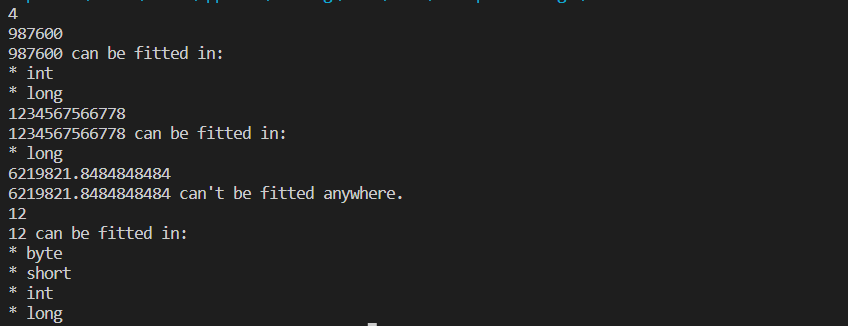 4
987600
987600 can be fitted in:
* int
* long
1234567566778
1234567566778 can be fitted in:
* long
6219821.8484848484
6219821.8484848484 can't be fitted anywhere.
12
12 can be fitted in:
* byte
* short
* int
* long